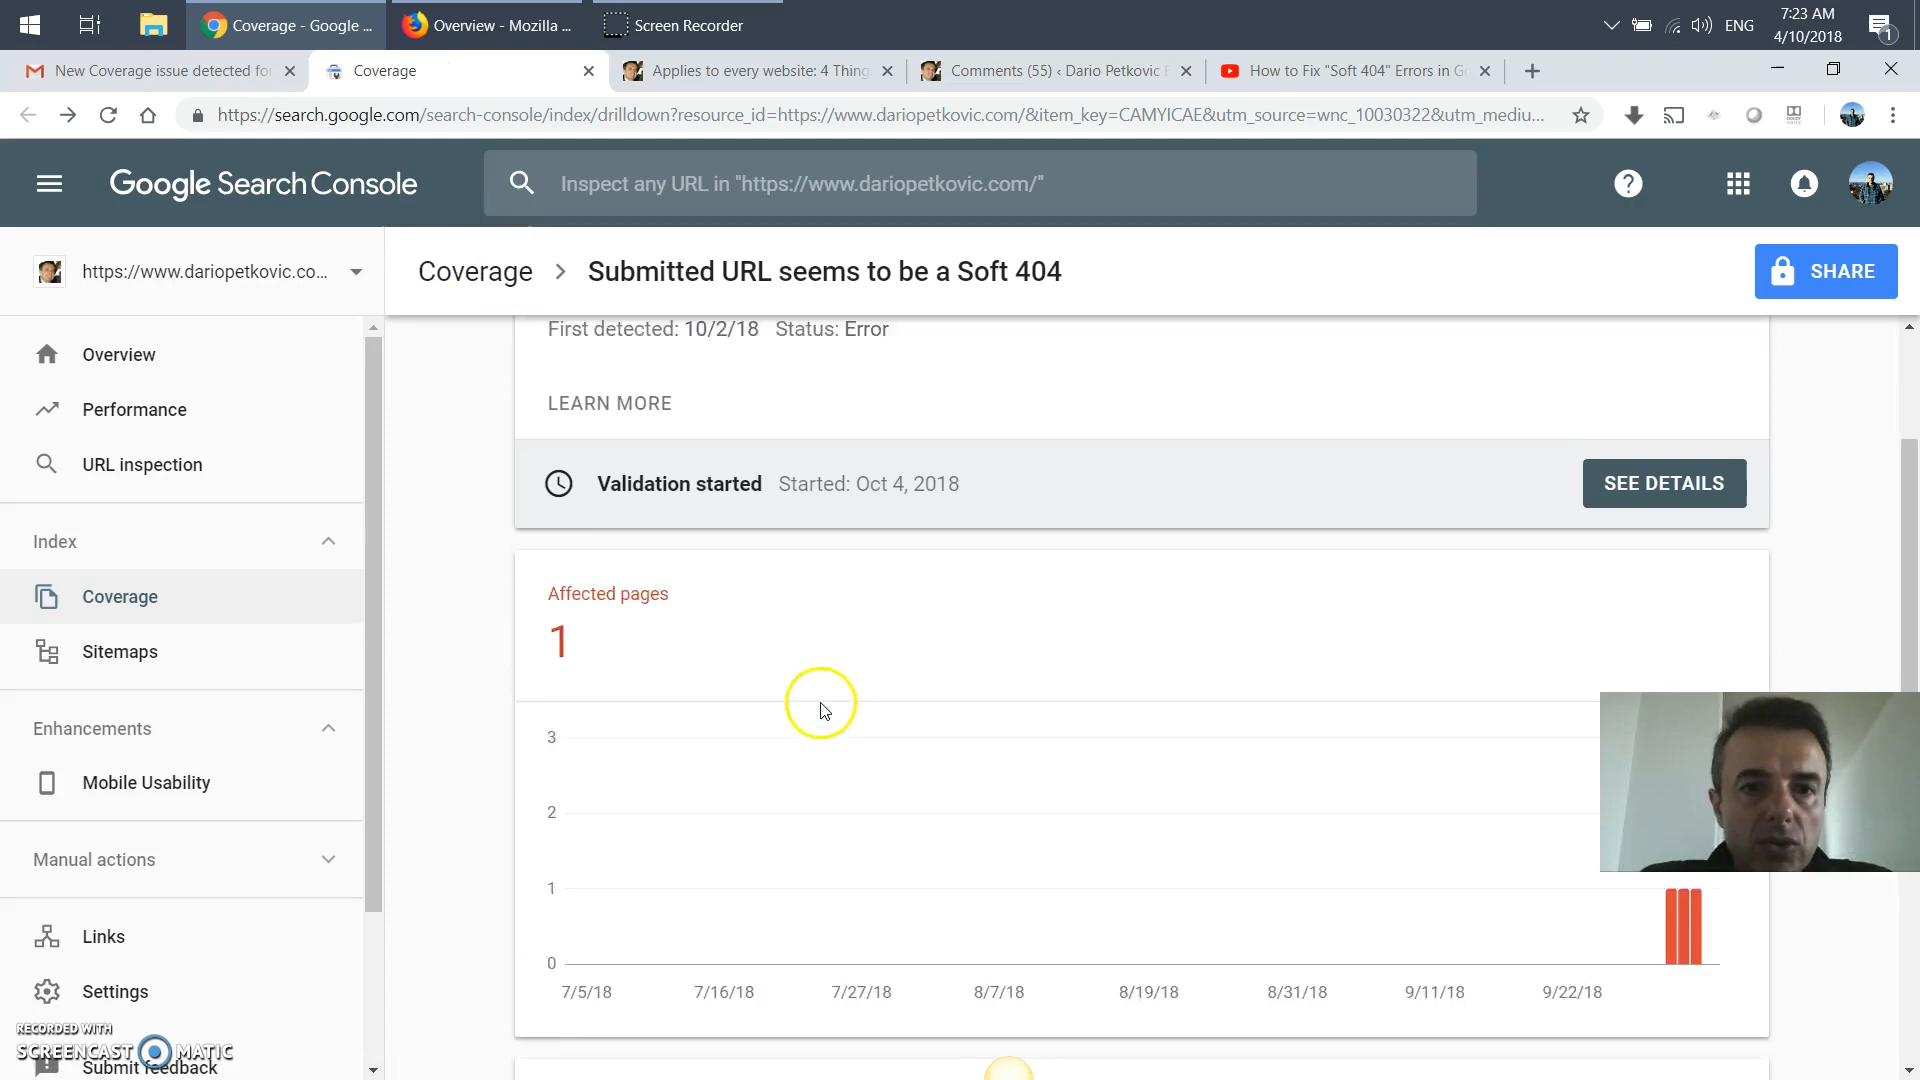 Coverage - Google ...
Overview - Mozilla ...
Screen Recorder
ENG
7:23 AM
4/10/2018
1
New Coverage issue detected for
Coverage
Applies to every website: 4 Thing
Comments (55) ‹ Dario Petkovic B
How to Fix "Soft 404" Errors in Go
https://search.google.com/search-console/index/drilldown?resource_id=https://www.dariopetkovic.com/&item_key=CAMYICAE&utm_source=wnc_10030322&utm_mediu...
Google Search Console
Inspect any URL in "https://www.dariopetkovic.com/"
https://www.dariopetkovic.co...
Coverage > Submitted URL seems to be a Soft 404
SHARE
Overview
Performance
URL inspection
Index
Coverage
Sitemaps
Enhancements
Mobile Usability
Manual actions
Links
Settings
Submit feedback
RECORDED WITH
SCREENCAST MATIC
First detected: 10/2/18 Status: Error
LEARN MORE
Validation started Started: Oct 4, 2018
SEE DETAILS
Affected pages
1
3
2
1
0
7/5/18 7/16/18 7/27/18 8/7/18 8/19/18 8/31/18 9/11/18 9/22/18